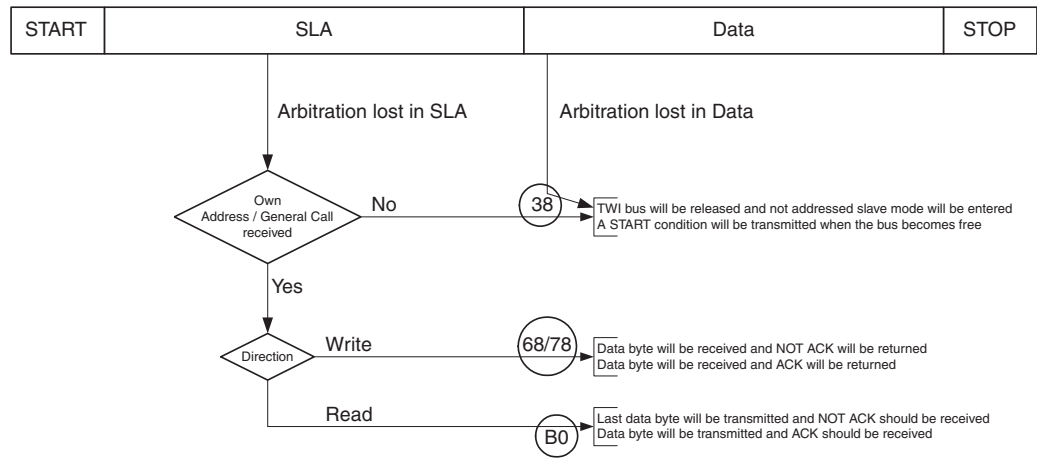 START SLA Data STOP
Arbitration lost in SLA Arbitration lost in Data
Own
Address / General Call
received
No
38
TWI bus will be released and not addressed slave mode will be entered
A START condition will be transmitted when the bus becomes free
Yes
Direction
Write
68/78
Data byte will be received and NOT ACK will be returned
Data byte will be received and ACK will be returned
Read
B0
Last data byte will be transmitted and NOT ACK should be received
Data byte will be transmitted and ACK should be received